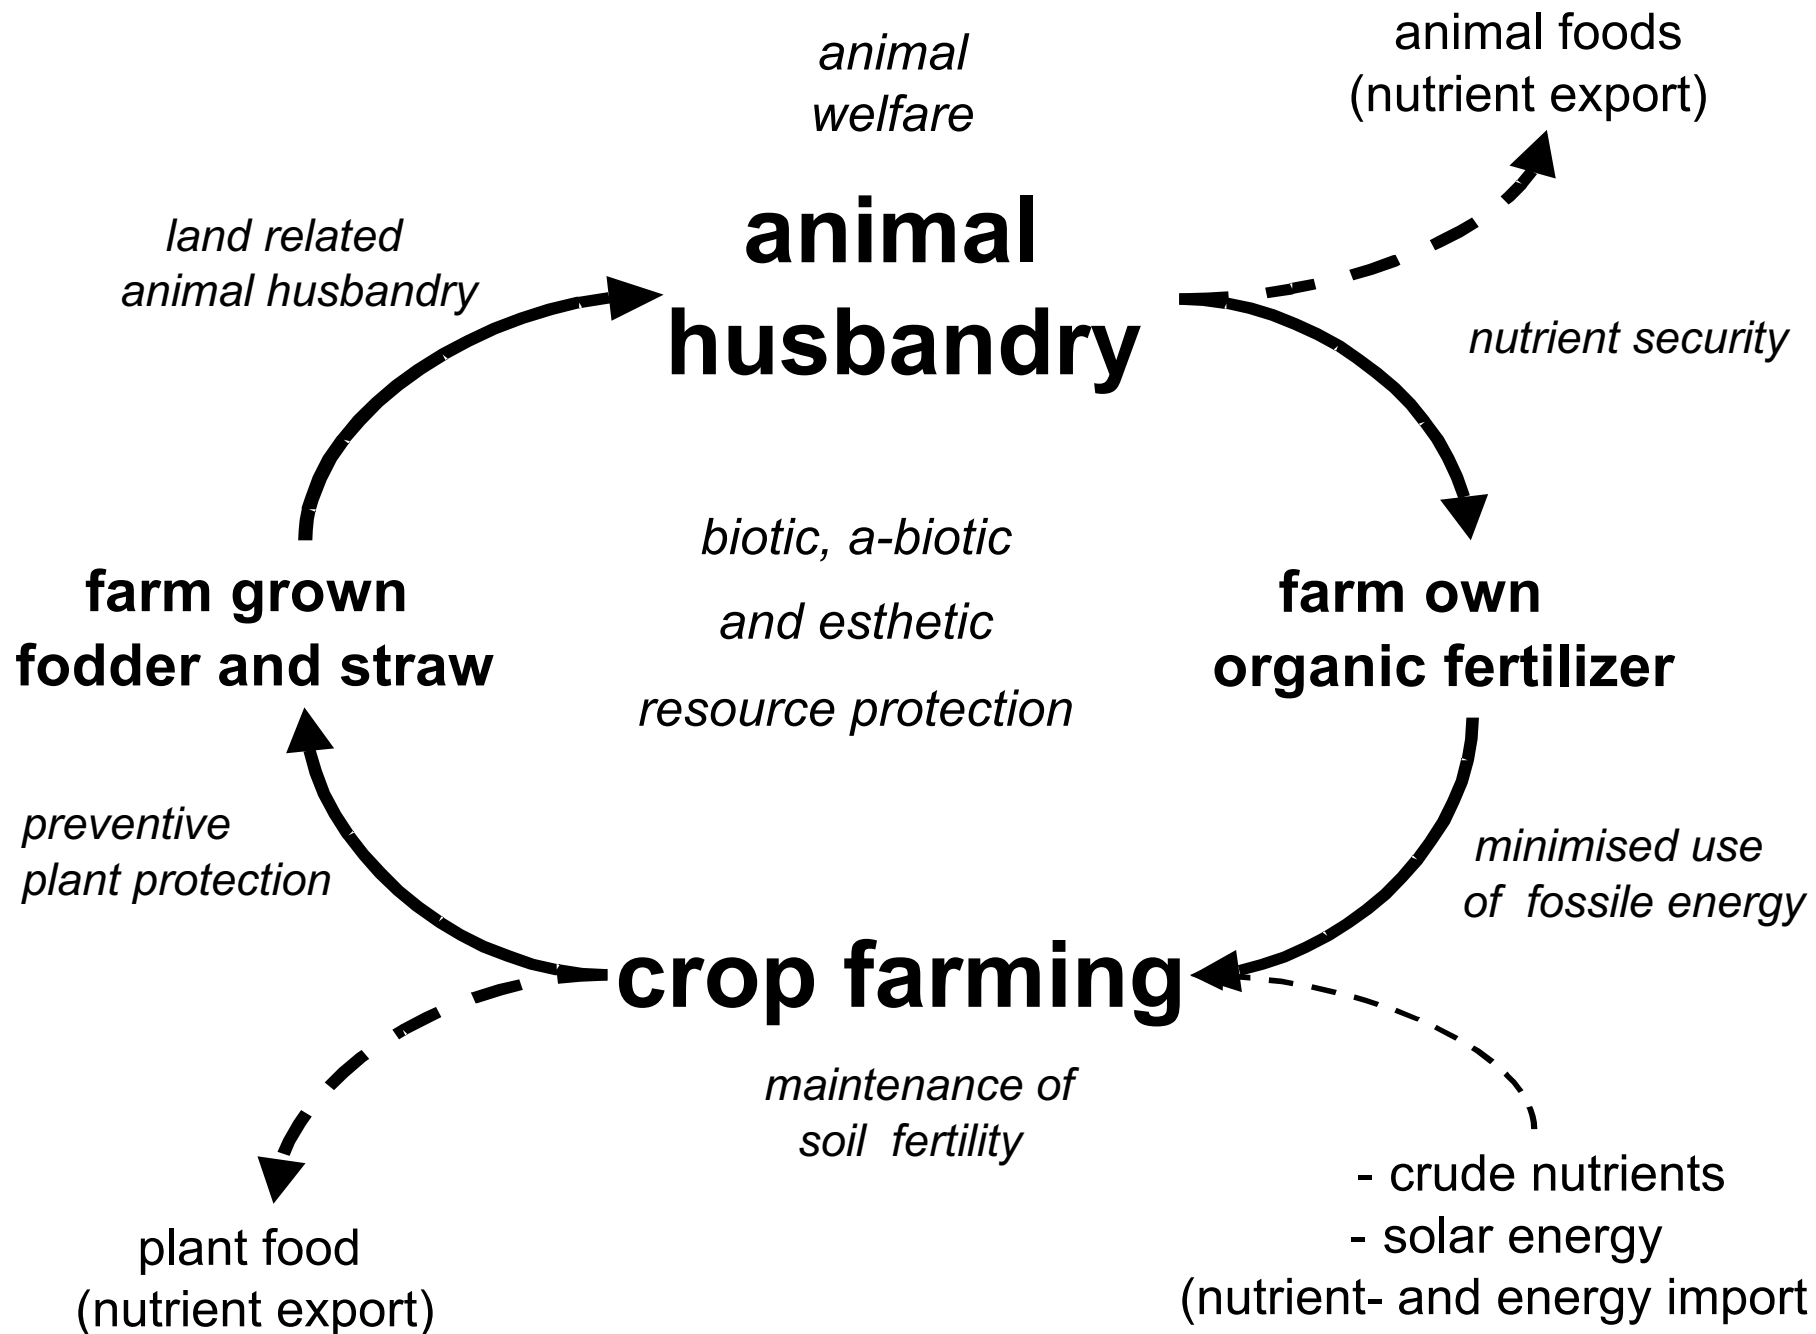 animal
welfare
animal foods
(nutrient export)
land related
animal husbandry
animal
husbandry
nutrient security
biotic, a-biotic
and esthetic
resource protection
farm grown
fodder and straw
farm own
organic fertilizer
preventive
plant protection
minimised use
of fossile energy
crop farming
maintenance of
soil fertility
plant food
(nutrient export)
- crude nutrients
- solar energy
(nutrient- and energy import